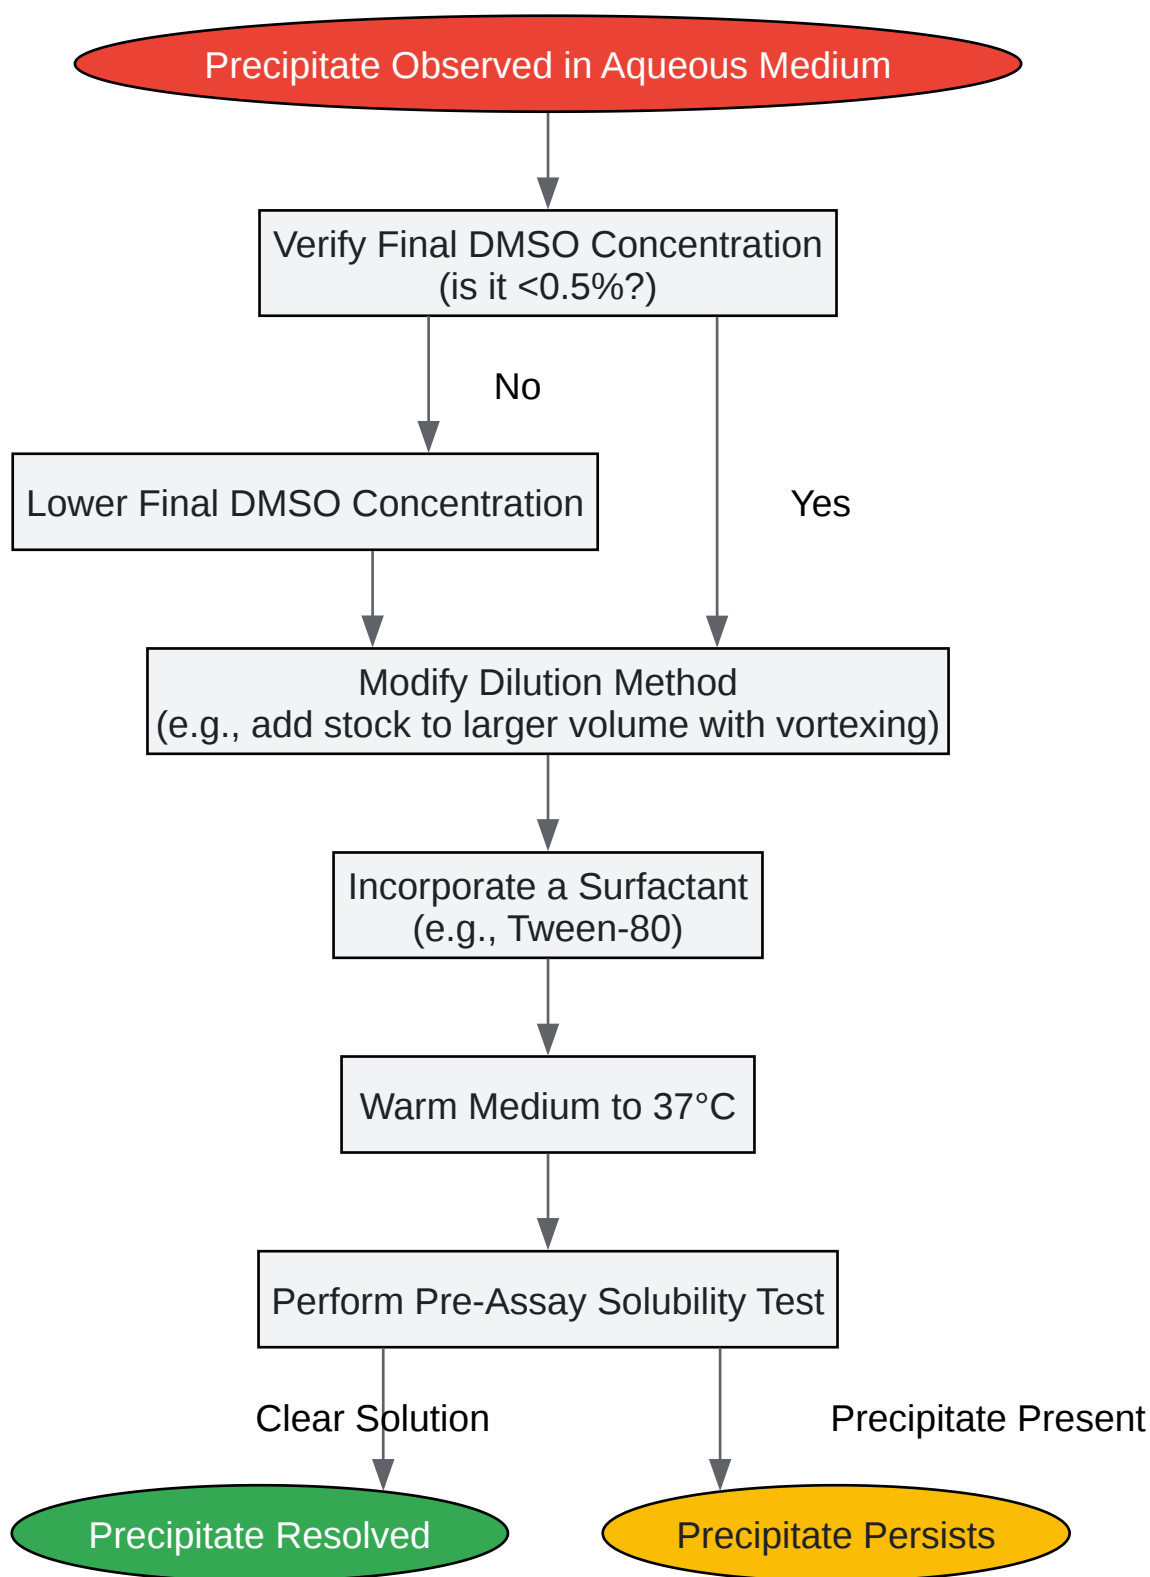 Precipitate Observed in Aqueous Medium
Verify Final DMSO Concentration
(is it <0.5%?)
No
Lower Final DMSO Concentration
Yes
Modify Dilution Method
(e.g., add stock to larger volume with vortexing)
Incorporate a Surfactant
(e.g., Tween-80)
Warm Medium to 37°C
Perform Pre-Assay Solubility Test
Clear Solution
Precipitate Present
Precipitate Resolved
Precipitate Persists